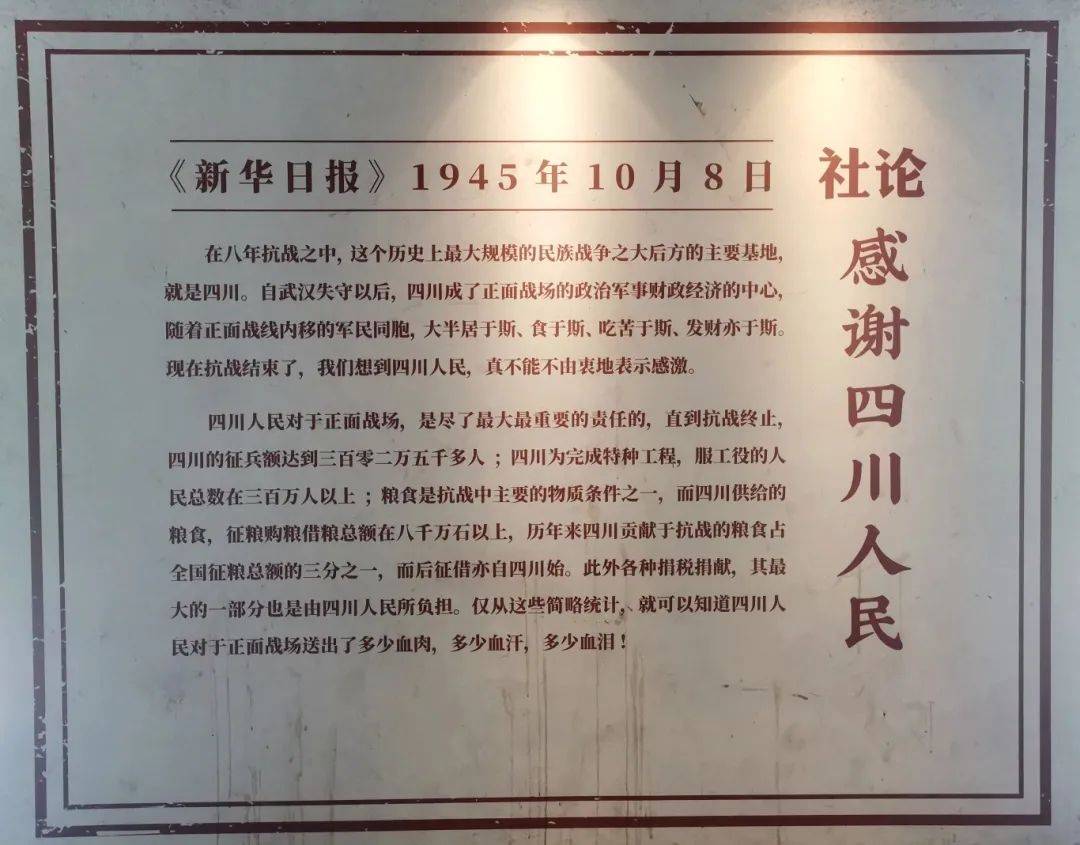 《新华日报》1945年10月8日
社论
感谢四川人民
在八年抗战之中，这个历史上最大规模的民族战争之大后方的主要基地，
就是四川。自武汉失守以后，四川成了正面战场的政治军事财政经济的中心，
随着正面战线内移的军民同胞，大半居于斯、食于斯、吃苦于斯、发财亦于斯。
现在抗战结束了，我们想到四川人民，真不能不由衷地表示感激。
四川人民对于正面战场，是尽了最大最重要的责任的，直到抗战终止，
四川的征兵额达到三百零二万五千多人；四川为完成特种工程，服工役的人
民总数在三百万人以上；粮食是抗战中主要的物质条件之一，而四川供给的
粮食，征粮购粮借粮总额在八千万石以上，历年来四川贡献于抗战的粮食占
全国征粮总额的三分之一，而后征借亦自四川始。此外各种捐税捐献，其最
大的一部分也是由四川人民所负担。仅从这些简略统计、就可以知道四川人
民对于正面战场送出了多少血肉，多少血汗，多少血泪！